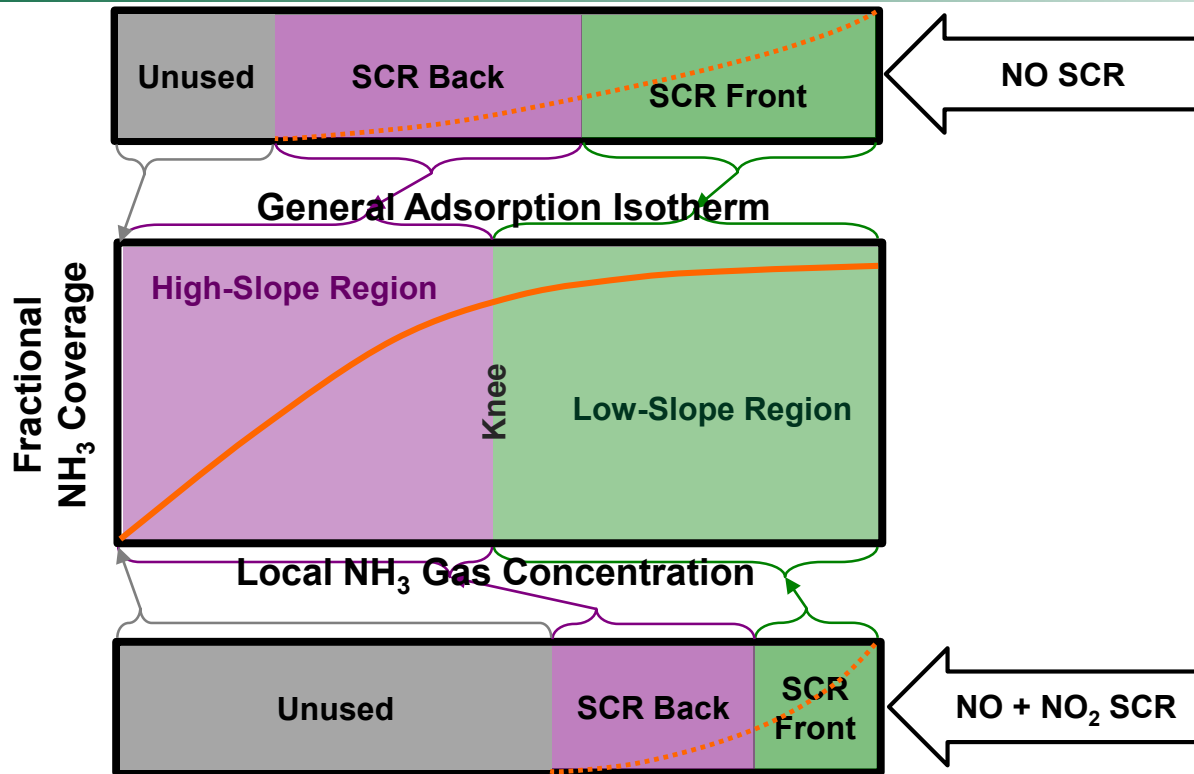 Unused
SCR Back
SCR Front
NO SCR
General Adsorption Isotherm
Fractional
NH₃ Coverage
High-Slope Region
Knee
Low-Slope Region
Local NH₃ Gas Concentration
Unused
SCR Back
SCR
Front
NO + NO₂ SCR